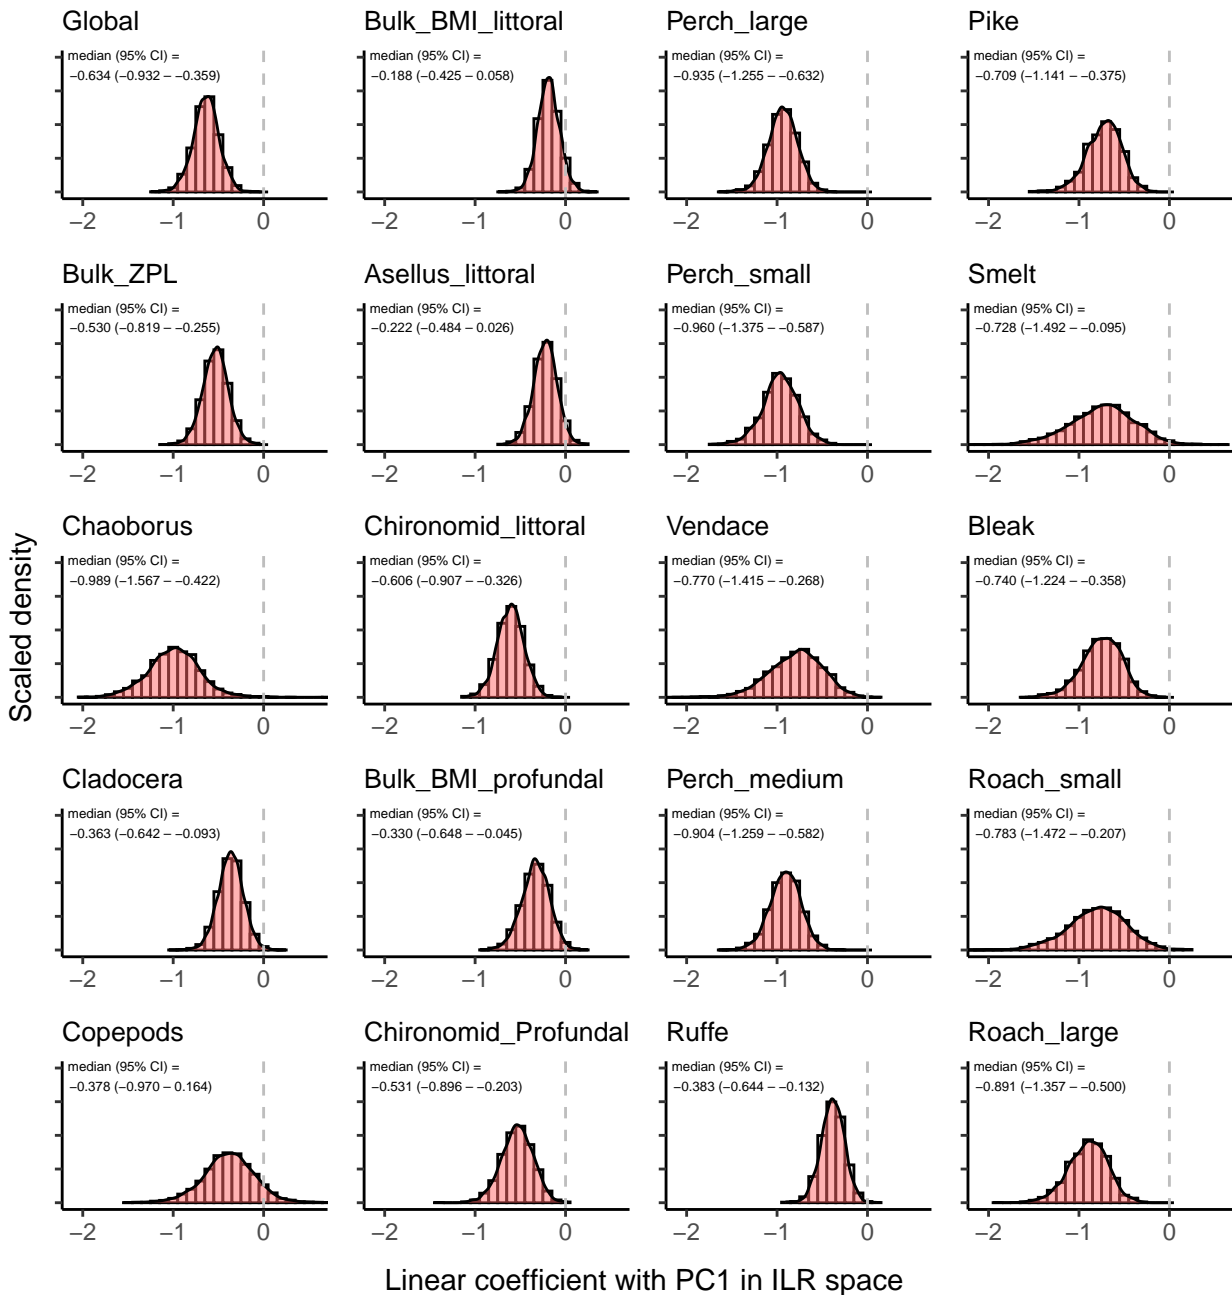 Global
median (95% CI) =
−0.634 (−0.932 – −0.359)
−2 −1 0
Bulk_BMI_littoral
median (95% CI) =
−0.188 (−0.425 – 0.058)
−2 −1 0
Perch_large
median (95% CI) =
−0.935 (−1.255 – −0.632)
−2 −1 0
Pike
median (95% CI) =
−0.709 (−1.141 – −0.375)
−2 −1 0
Bulk_ZPL
median (95% CI) =
−0.530 (−0.819 – −0.255)
−2 −1 0
Asellus_littoral
median (95% CI) =
−0.222 (−0.484 – 0.026)
−2 −1 0
Perch_small
median (95% CI) =
−0.960 (−1.375 – −0.587)
−2 −1 0
Smelt
median (95% CI) =
−0.728 (−1.492 – −0.095)
−2 −1 0
Chaoborus
median (95% CI) =
−0.989 (−1.567 – −0.422)
−2 −1 0
Chironomid_littoral
median (95% CI) =
−0.606 (−0.907 – −0.326)
−2 −1 0
Vendace
median (95% CI) =
−0.770 (−1.415 – −0.268)
−2 −1 0
Bleak
median (95% CI) =
−0.740 (−1.224 – −0.358)
−2 −1 0
Scaled density
Cladocera
median (95% CI) =
−0.363 (−0.642 – −0.093)
−2 −1 0
Bulk_BMI_profundal
median (95% CI) =
−0.330 (−0.648 – −0.045)
−2 −1 0
Perch_medium
median (95% CI) =
−0.904 (−1.259 – −0.582)
−2 −1 0
Roach_small
median (95% CI) =
−0.783 (−1.472 – −0.207)
−2 −1 0
Copepods
median (95% CI) =
−0.378 (−0.970 – 0.164)
−2 −1 0
Chironomid_Profundal
median (95% CI) =
−0.531 (−0.896 – −0.203)
−2 −1 0
Ruffe
median (95% CI) =
−0.383 (−0.644 – −0.132)
−2 −1 0
Roach_large
median (95% CI) =
−0.891 (−1.357 – −0.500)
−2 −1 0
Linear coefficient with PC1 in ILR space